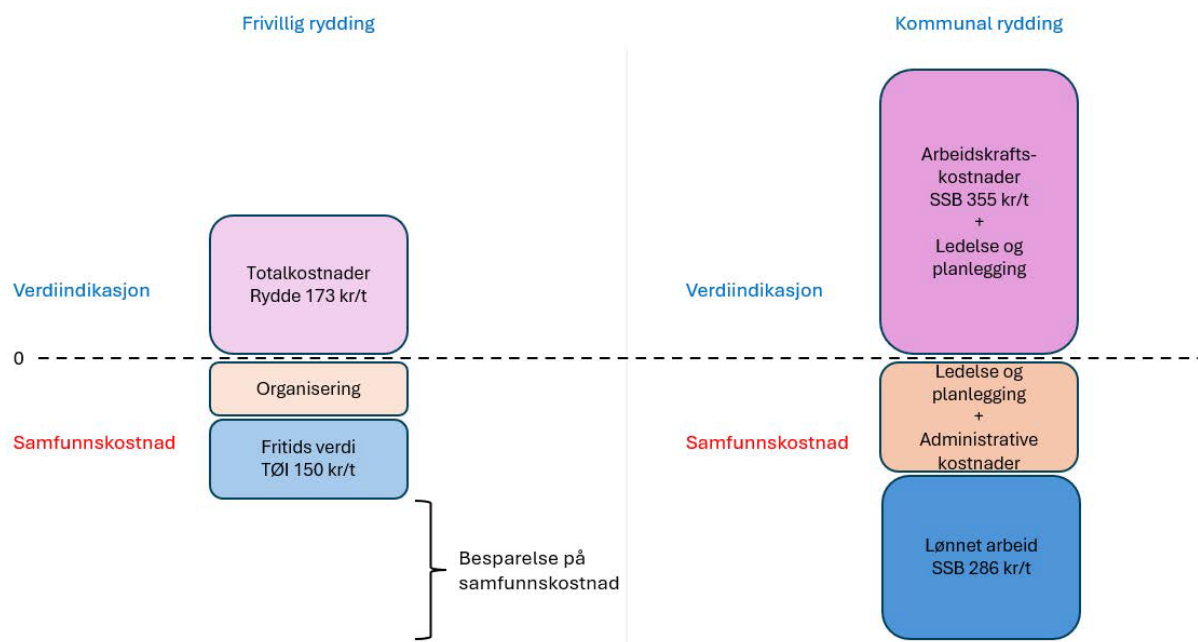 Frivillig rydding
Kommunal rydding
Verdiindikasjon
Totalkostnader
Rydde 173 kr/t
Verdiindikasjon
Arbeidskrafts-
kostnader
SSB 355 kr/t
+
Ledelse og
planlegging
0
Organisering
Samfunnskostnad
Fritids verdi
TØI 150 kr/t
Besparelse på
samfunnskostnad
Samfunnskostnad
Ledelse og
planlegging
+
Administrative
kostnader
Lønnet arbeid
SSB 286 kr/t